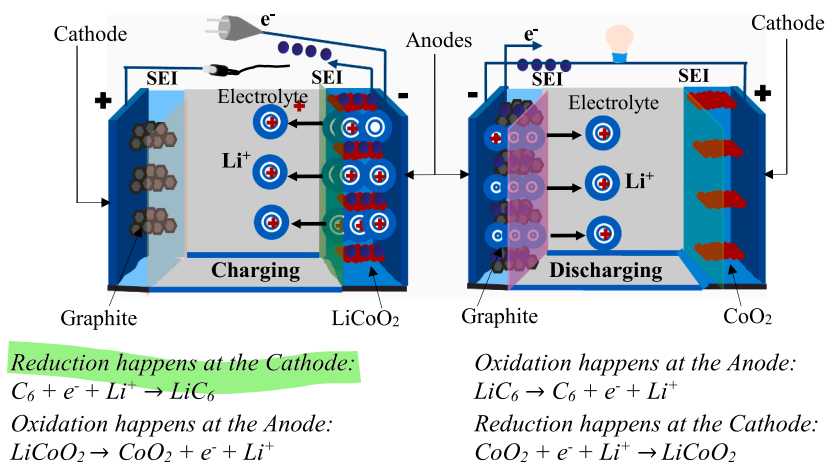 e⁻
Cathode
SEI
SEI
Anodes
+
-
Electrolyte
+
Li⁺
Charging
Graphite
LiCoO₂
e⁻
Cathode
SEI
SEI
-
+
Electrolyte
Li⁺
Discharging
Graphite
CoO₂
Reduction happens at the Cathode:
C₆ + e⁻ + Li⁺ → LiC₆
Oxidation happens at the Anode:
LiCoO₂ → CoO₂ + e⁻ + Li⁺
Oxidation happens at the Anode:
LiC₆ → C₆ + e⁻ + Li⁺
Reduction happens at the Cathode:
CoO₂ + e⁻ + Li⁺ → LiCoO₂